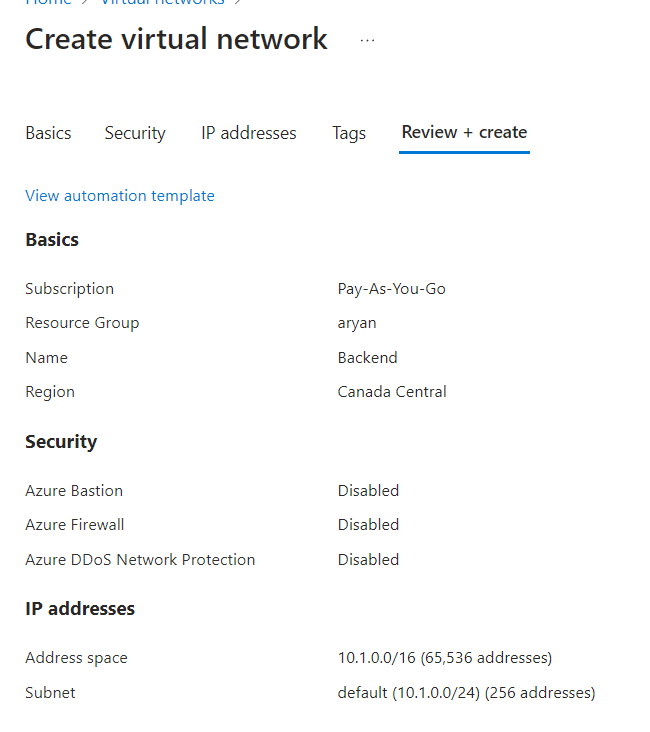 Home > Virtual networks >
Create virtual network ...
Basics Security IP addresses Tags Review + create
View automation template
Basics
Subscription Pay-As-You-Go
Resource Group aryan
Name Backend
Region Canada Central
Security
Azure Bastion Disabled
Azure Firewall Disabled
Azure DDoS Network Protection Disabled
IP addresses
Address space 10.1.0.0/16 (65,536 addresses)
Subnet default (10.1.0.0/24) (256 addresses)